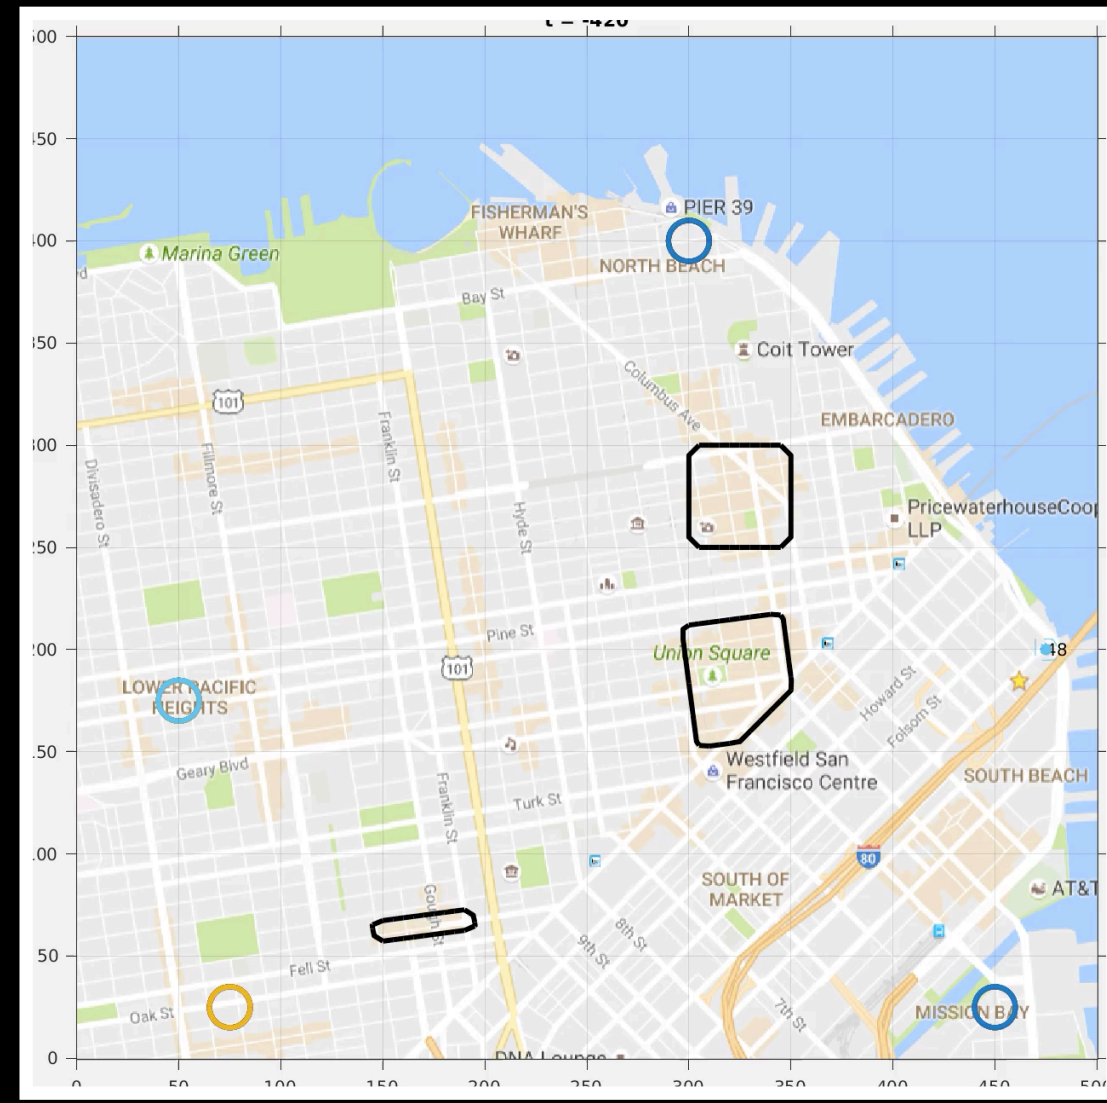 t = -420
500
450
400
350
300
250
200
150
100
50
0
0
50
100
150
200
250
300
350
400
450
500
PIER 39
FISHERMAN'S
WHARF
NORTH BEACH
Marina Green
Bay St
Coit Tower
Columbus Ave
101
EMBARCADERO
Franklin St
Fillmore St
Divisadero St
Hyde St
PricewaterhouseCoop
LLP
Pine St
101
Union Square
48
LOWER PACIFIC
HEIGHTS
Howard St
Folsom St
Geary Blvd
Westfield San
Francisco Centre
SOUTH BEACH
Franklin St
Turk St
80
SOUTH OF
MARKET
AT&T
Gough St
8th St
9th St
Fell St
Oak St
7th St
MISSION BAY
DNA Lounge